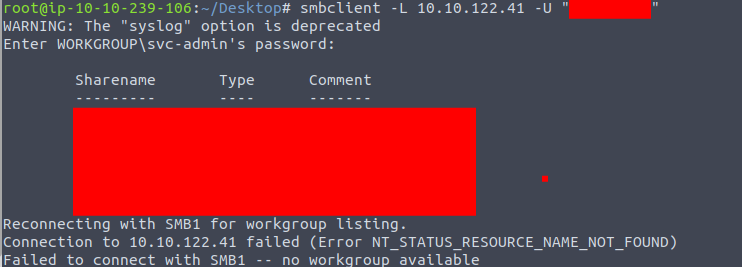 root@ip-10-10-239-106:~/Desktop# smbclient -L 10.10.122.41 -U " "
WARNING: The "syslog" option is deprecated
Enter WORKGROUP\svc-admin's password:
Sharename Type Comment
--------- ---- -------
Reconnecting with SMB1 for workgroup listing.
Connection to 10.10.122.41 failed (Error NT_STATUS_RESOURCE_NAME_NOT_FOUND)
Failed to connect with SMB1 -- no workgroup available